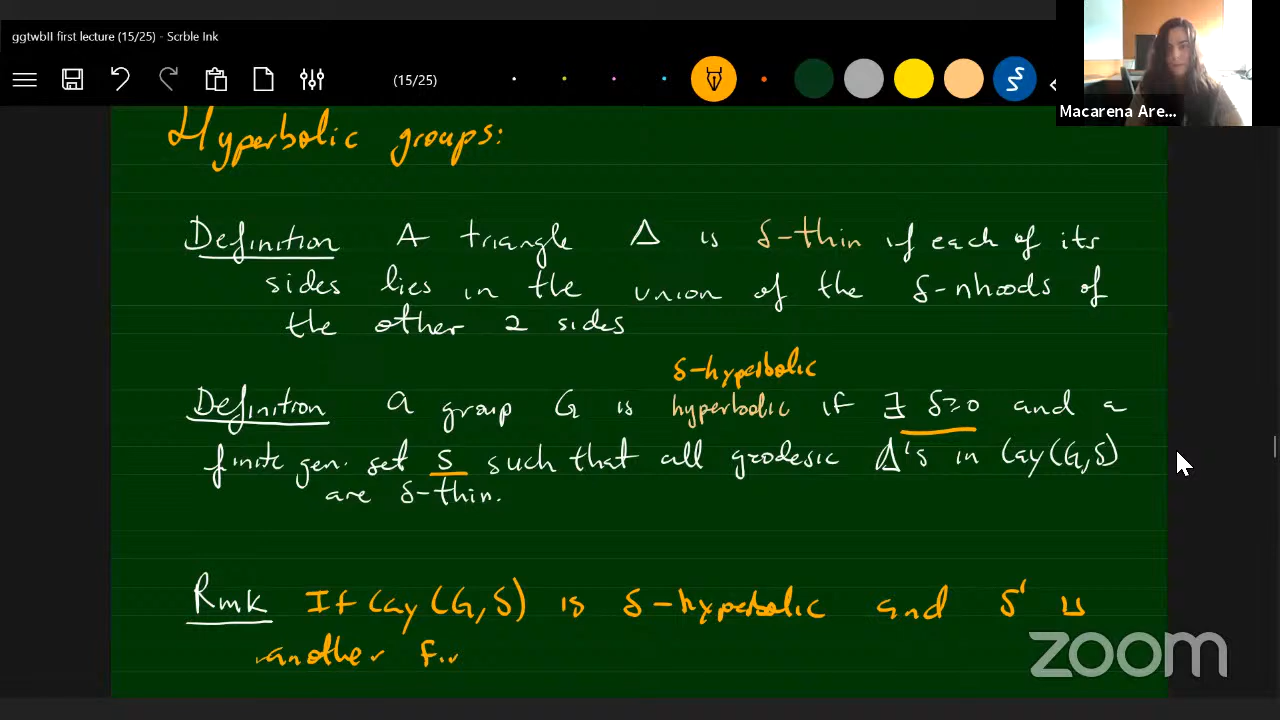 ggtwbII first lecture (15/25) - Scrble Ink
(15/25)
Macarena Are...
Hyperbolic groups:
Definition A triangle Δ is δ-thin if each of its
sides lies in the union of the δ-nhoods of
the other 2 sides
δ-hyperbolic
Definition A group G is hyperbolic if ∃ δ≥0 and a
finite gen. set S such that all geodesic Δ's in Cay(G,S)
are δ-thin.
Rmk If Cay(G,S) is δ-hyperbolic and S' is
another
zoom